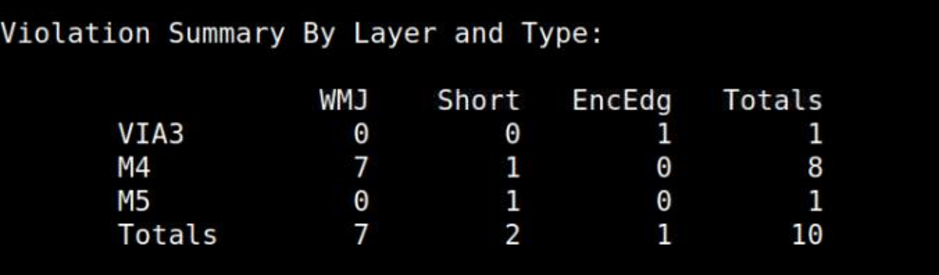 Violation Summary By Layer and Type:
WMJ Short EncEdg Totals
VIA3 0 0 1 1
M4 7 1 0 8
M5 0 1 0 1
Totals 7 2 1 10